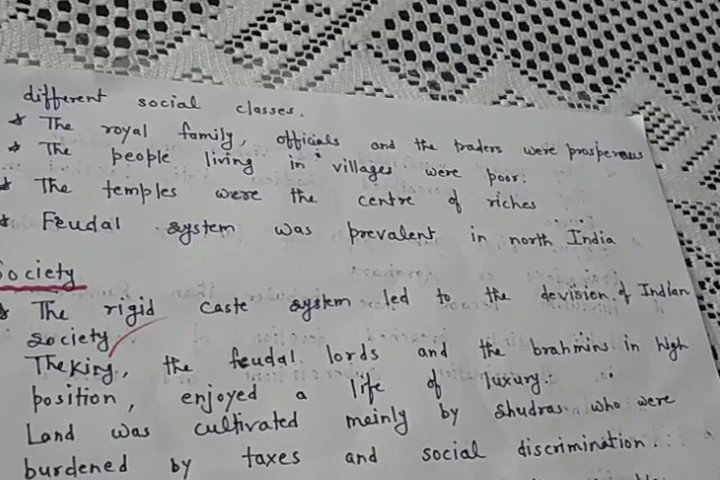 different social classes.
* The royal family, officials and the traders were prosperous
* The people living in villages were poor.
* The temples were the centre of riches
* Feudal system was prevalent in north India
Society
* The rigid caste system led to the devision of Indian
society
The King, the feudal lords and the brahmins in high
position, enjoyed a life of luxury.
Land was cultivated mainly by shudras who were
burdened by taxes and social discrimination.